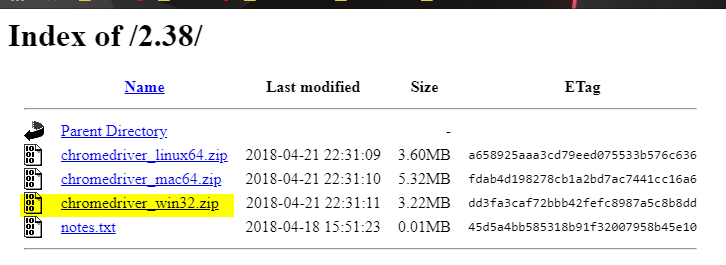 Index of /2.38/
Name Last modified Size ETag
Parent Directory -
chromedriver_linux64.zip 2018-04-21 22:31:09 3.60MB a658925aaa3cd79eed075533b576c636
chromedriver_mac64.zip 2018-04-21 22:31:10 5.32MB fdab4d198278cb1a2bd7ac7441cc16a6
chromedriver_win32.zip 2018-04-21 22:31:11 3.22MB dd3fa3caf72bbb42fefc8987a5c8b8dd
notes.txt 2018-04-18 15:51:23 0.01MB 45d5a4bb585318b91f32007958b45e10